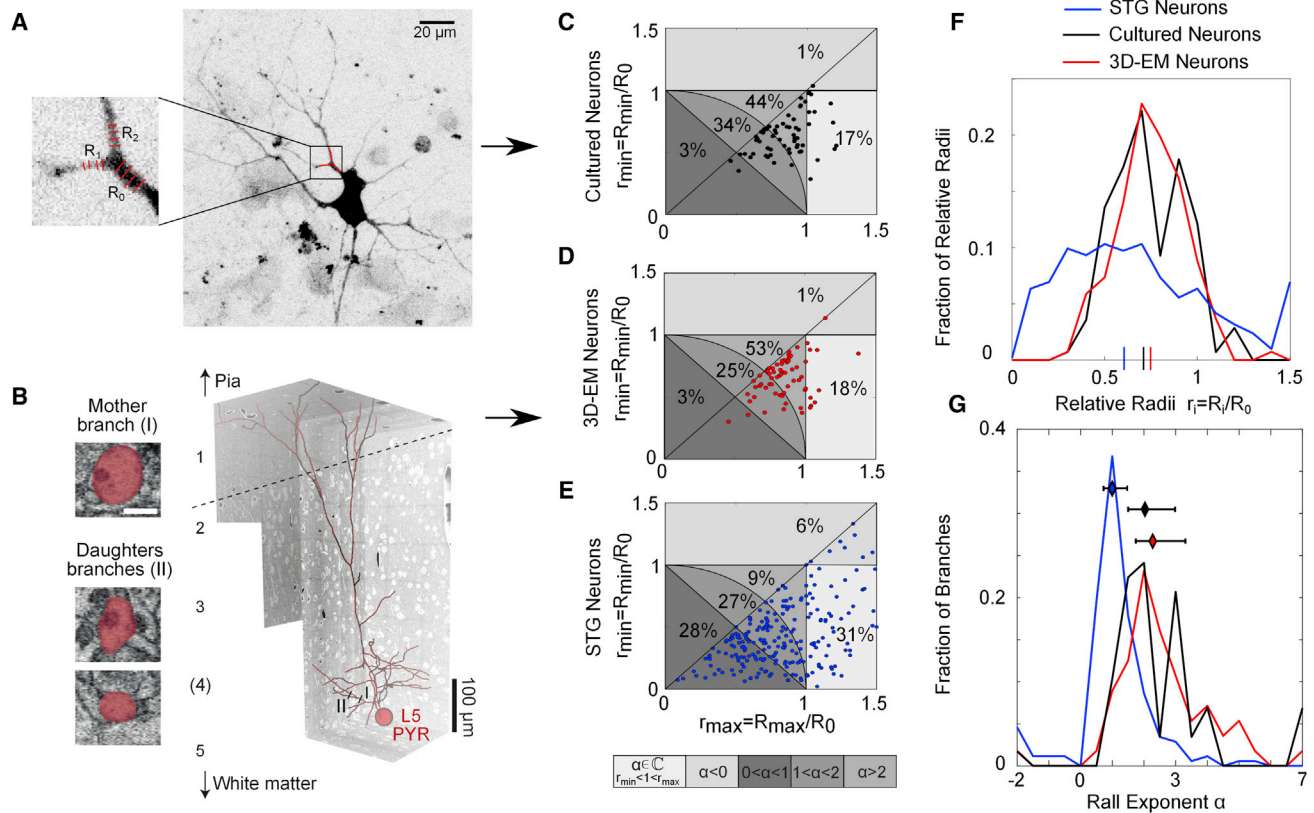 A
20 μm
R2
R1
R0
B
Pia
Mother
branch (I)
Daughters
branches (II)
1
2
3
(4)
5
White matter
I
II
L5
PYR
100 μm
C
Cultured Neurons
rmin=Rmin/R0
1.5
1
0
0
1
1.5
1%
44%
34%
3%
17%
D
3D-EM Neurons
rmin=Rmin/R0
1.5
1
0
0
1
1.5
1%
53%
25%
3%
18%
E
STG Neurons
rmin=Rmin/R0
1.5
1
0
0
1
1.5
6%
9%
27%
28%
31%
rmax=Rmax/R0
α∈ℂ
rmin<1<rmax
α<0
0<α<1
1<α<2
α>2
F
STG Neurons
Cultured Neurons
3D-EM Neurons
Fraction of Relative Radii
0.2
0.1
0
0
0.5
1
1.5
Relative Radii ri=Ri/R0
G
Fraction of Branches
0.4
0.2
0
-2
0
3
7
Rall Exponent α